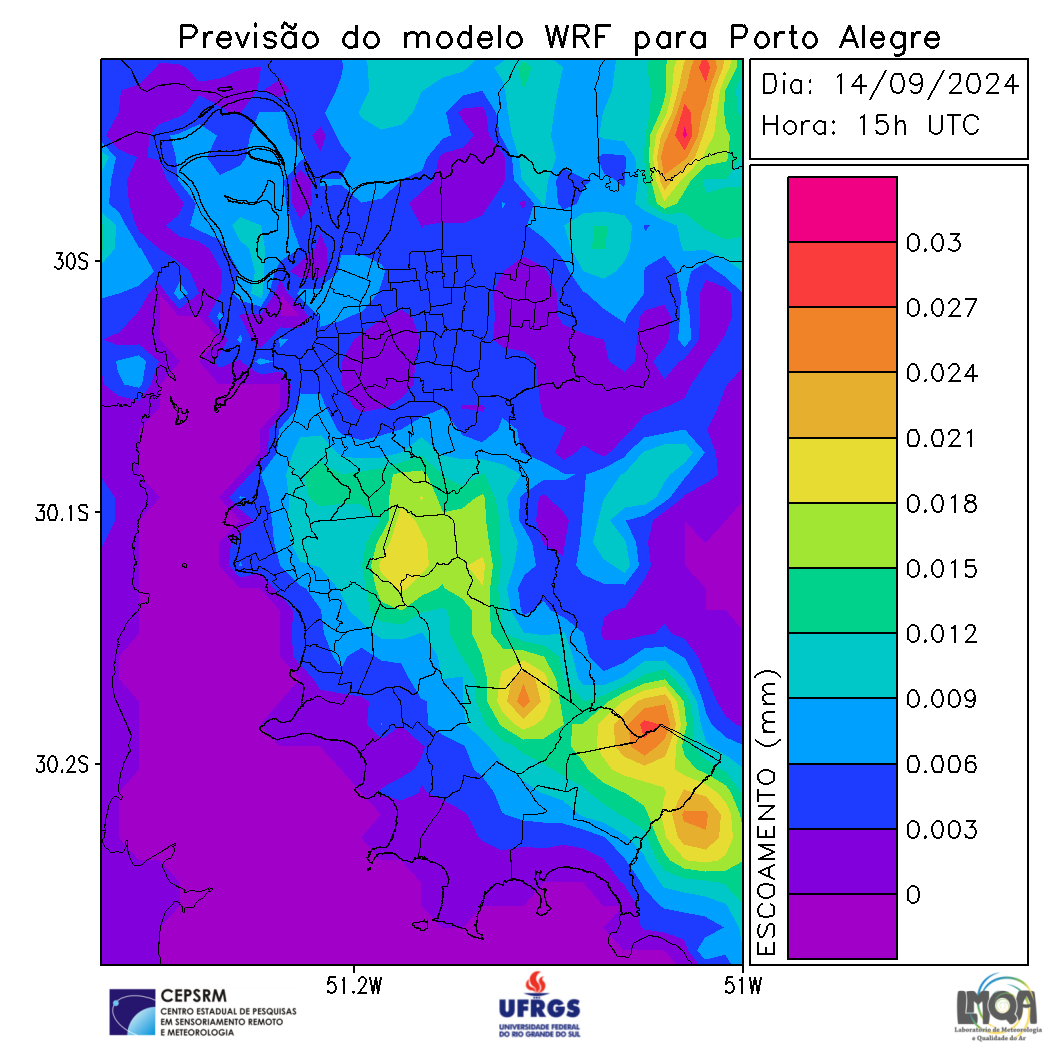 Previsão do modelo WRF para Porto Alegre
Dia: 14/09/2024
Hora: 15h UTC
30S
30.1S
30.2S
51.2W
51W
ESCOAMENTO (mm)
0.03
0.027
0.024
0.021
0.018
0.015
0.012
0.009
0.006
0.003
0
CEPSRM
CENTRO ESTADUAL DE PESQUISAS
EM SENSORIAMENTO REMOTO
E METEOROLOGIA
UFRGS
UNIVERSIDADE FEDERAL
DO RIO GRANDE DO SUL
LMQA
Laboratório de Meteorologia
e Qualidade do Ar